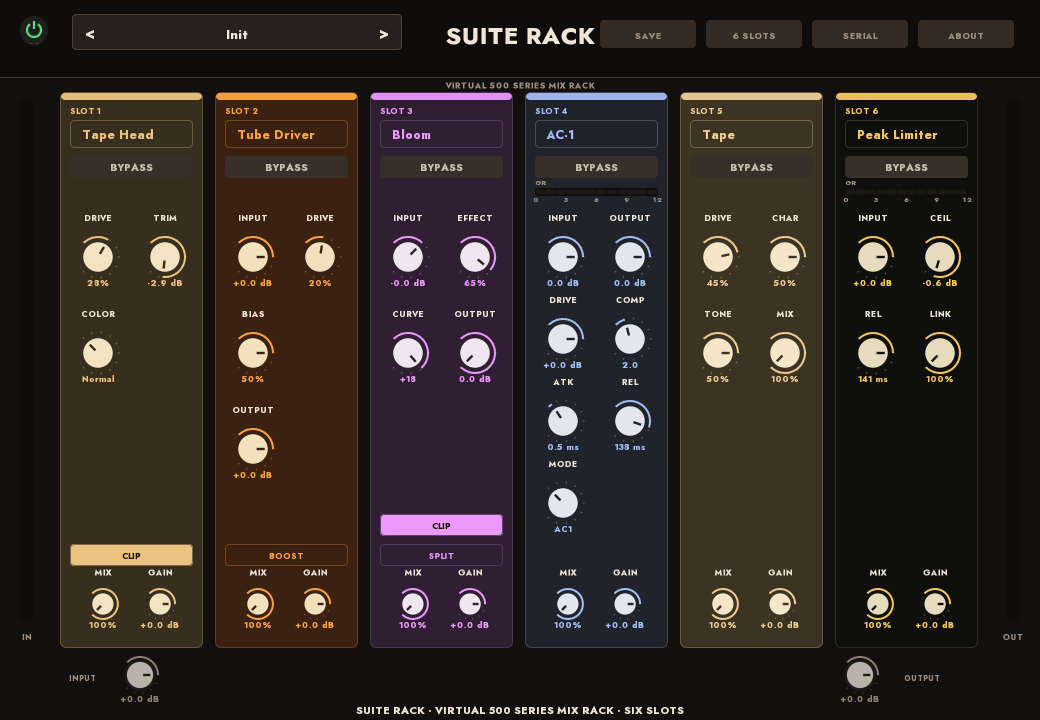 < Init >
SUITE RACK
SAVE 6 SLOTS SERIAL ABOUT
VIRTUAL 500 SERIES MIX RACK
SLOT 1 SLOT 2 SLOT 3 SLOT 4 SLOT 5 SLOT 6
Tape Head Tube Driver Bloom AC-1 Tape Peak Limiter
BYPASS BYPASS BYPASS BYPASS BYPASS BYPASS
GR GR
0 3 6 9 12 0 3 6 9 12
DRIVE TRIM INPUT DRIVE INPUT EFFECT INPUT OUTPUT DRIVE CHAR INPUT CEIL
28% -2.9 dB +0.0 dB 20% -0.0 dB 65% 0.0 dB 0.0 dB 45% 50% +0.0 dB -0.6 dB
DRIVE COMP
COLOR BIAS CURVE OUTPUT TONE MIX REL LINK
+0.0 dB 2.0
Normal 50% +18 0.0 dB 50% 100% 141 ms 100%
ATK REL
OUTPUT
0.5 ms 138 ms
MODE
+0.0 dB
CLIP
AC1
CLIP BOOST SPLIT
MIX GAIN MIX GAIN MIX GAIN MIX GAIN MIX GAIN MIX GAIN
100% +0.0 dB 100% +0.0 dB 100% +0.0 dB 100% +0.0 dB 100% +0.0 dB 100% +0.0 dB
IN OUT
INPUT OUTPUT
+0.0 dB +0.0 dB
SUITE RACK · VIRTUAL 500 SERIES MIX RACK · SIX SLOTS